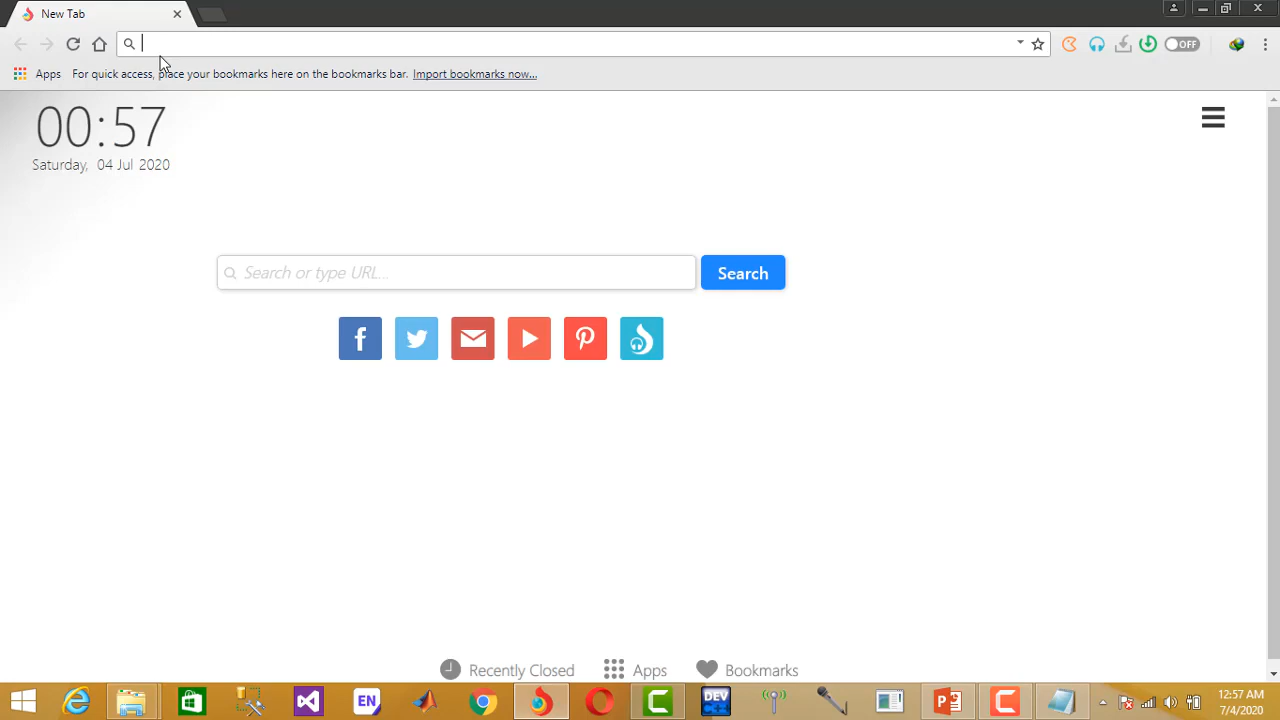 New Tab
OFF
Apps For quick access, place your bookmarks here on the bookmarks bar. Import bookmarks now...
00:57
Saturday, 04 Jul 2020
Search or type URL...
Search
Recently Closed
Apps
Bookmarks
EN
DEV
C++
12:57 AM
7/4/2020